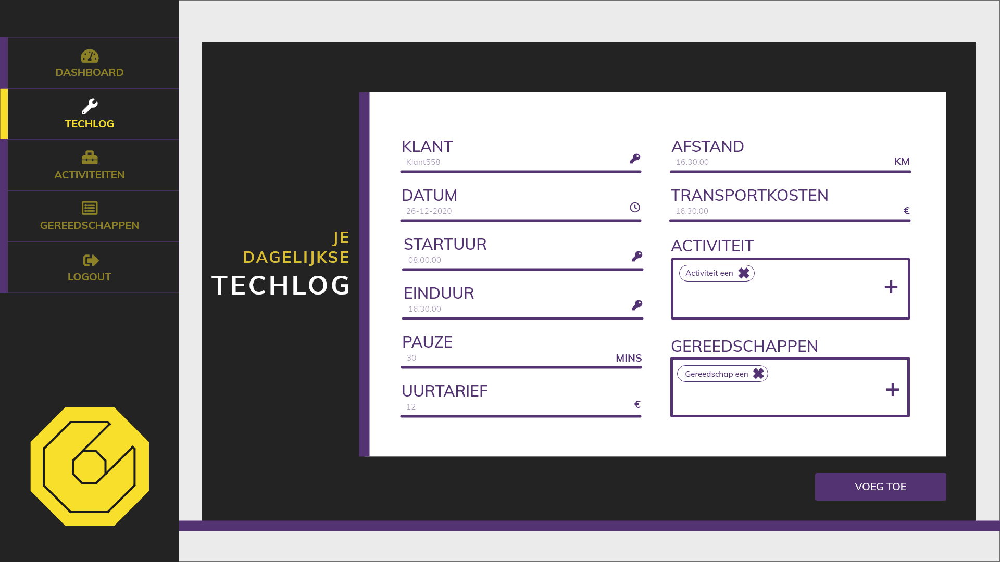 DASHBOARD
TECHLOG
ACTIVITEITEN
GEREEDSCHAPPEN
LOGOUT
JE
DAGELIJKSE
TECHLOG
KLANT
Klant558
DATUM
26-12-2020
STARTUUR
08:00:00
EINDUUR
16:30:00
PAUZE
30 MINS
UURTARIEF
12 €
AFSTAND
16:30:00 KM
TRANSPORTKOSTEN
16:30:00 €
ACTIVITEIT
Activiteit een
+
GEREEDSCHAPPEN
Gereedschap een
+
VOEG TOE